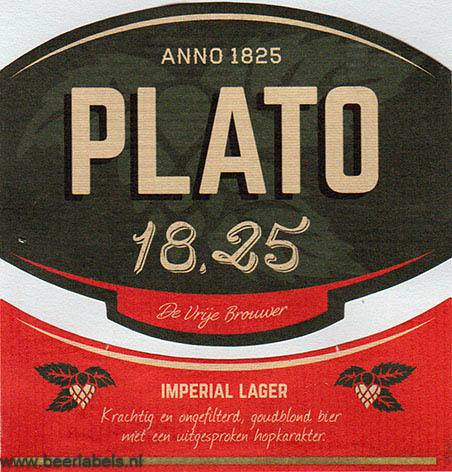 ANNO 1825
PLATO
18.25
De Vrije Brouwer
IMPERIAL LAGER
Krachtig en ongefilterd, goudblond bier
met een uitgesproken hopkarakter.
www.beerlabels.nl